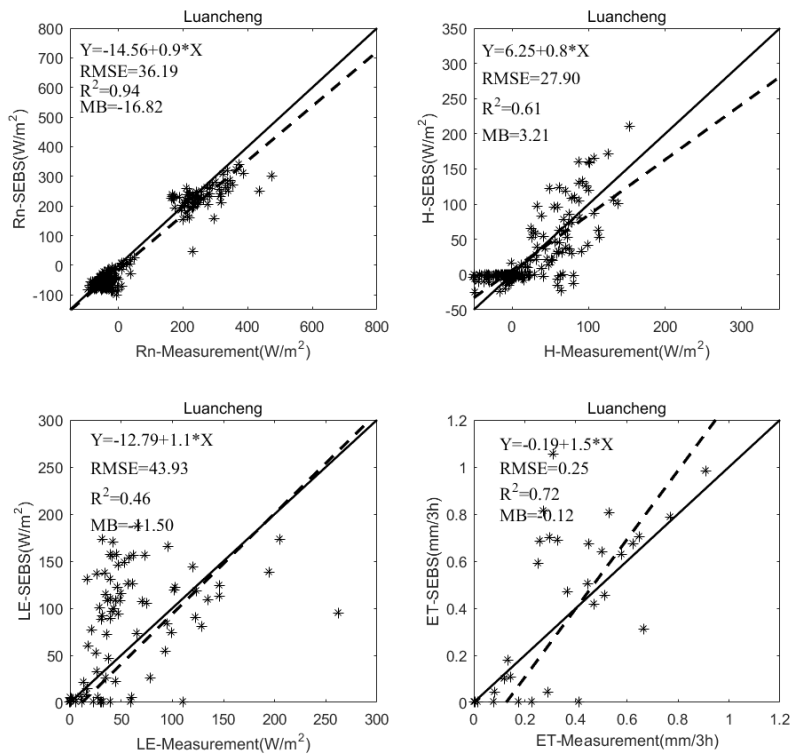 Luancheng
800
700
600
500
400
300
200
100
0
-100
Y=-14.56+0.9*X
RMSE=36.19
R²=0.94
MB=-16.82
Rn-SEBS(W/m²)
0 200 400 600 800
Rn-Measurement(W/m²)
Luancheng
350
300
250
200
150
100
50
0
-50
Y=6.25+0.8*X
RMSE=27.90
R²=0.61
MB=3.21
H-SEBS(W/m²)
0 100 200 300
H-Measurement(W/m²)
Luancheng
300
250
200
150
100
50
0
Y=-12.79+1.1*X
RMSE=43.93
R²=0.46
MB=-41.50
LE-SEBS(W/m²)
0 50 100 150 200 250 300
LE-Measurement(W/m²)
Luancheng
1.2
1
0.8
0.6
0.4
0.2
0
Y=-0.19+1.5*X
RMSE=0.25
R²=0.72
MB=-0.12
ET-SEBS(mm/3h)
0 0.2 0.4 0.6 0.8 1 1.2
ET-Measurement(mm/3h)